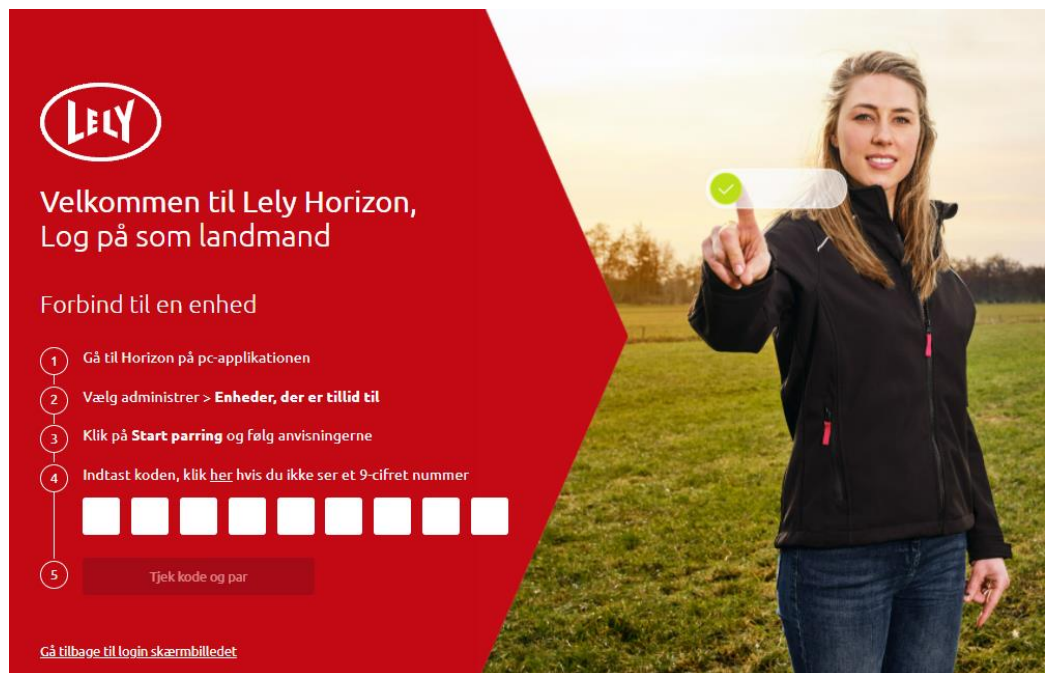 LELY
Velkommen til Lely Horizon,
Log på som landmand
Forbind til en enhed
1 Gå til Horizon på pc-applikationen
2 Vælg administrer > Enheder, der er tillid til
3 Klik på Start parring og følg anvisningerne
4 Indtast koden, klik her hvis du ikke ser et 9-cifret nummer
5 Tjek kode og par
Gå tilbage til login skærmbilledet